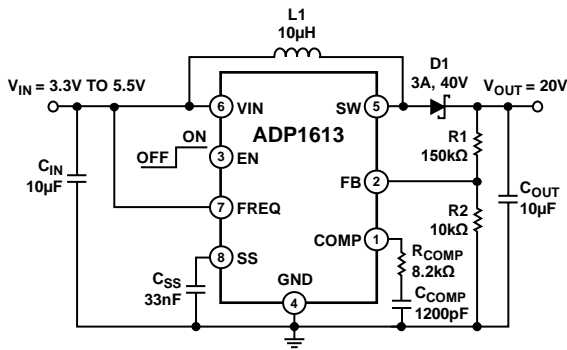 L1
10µH
D1
3A, 40V
V_IN = 3.3V TO 5.5V
V_OUT = 20V
6
VIN
SW
5
ADP1613
R1
150kΩ
ON
OFF
3
EN
C_IN
10µF
FB
2
C_OUT
10µF
7
FREQ
R2
10kΩ
COMP
1
8
SS
R_COMP
8.2kΩ
C_SS
33nF
GND
4
C_COMP
1200pF